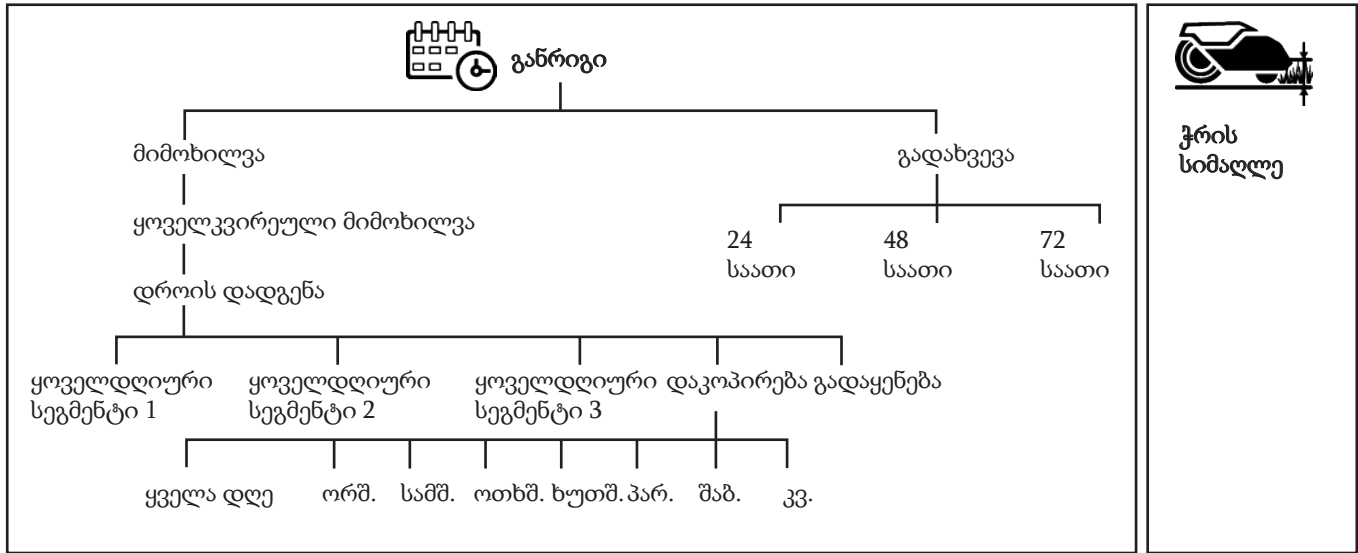 განრიგი
მიმოხილვა
გადახვევა
ყოველკვირეული მიმოხილვა
24
საათი
48
საათი
72
საათი
დროის დადგენა
ყოველდღიური
სეგმენტი 1
ყოველდღიური
სეგმენტი 2
ყოველდღიური
სეგმენტი 3
დაკოპირება
გადაყენება
ყველა დღე
ორშ.
სამშ.
ოთხშ.
ხუთშ.
პარ.
შაბ.
კვ.
ჭრის
სიმაღლე